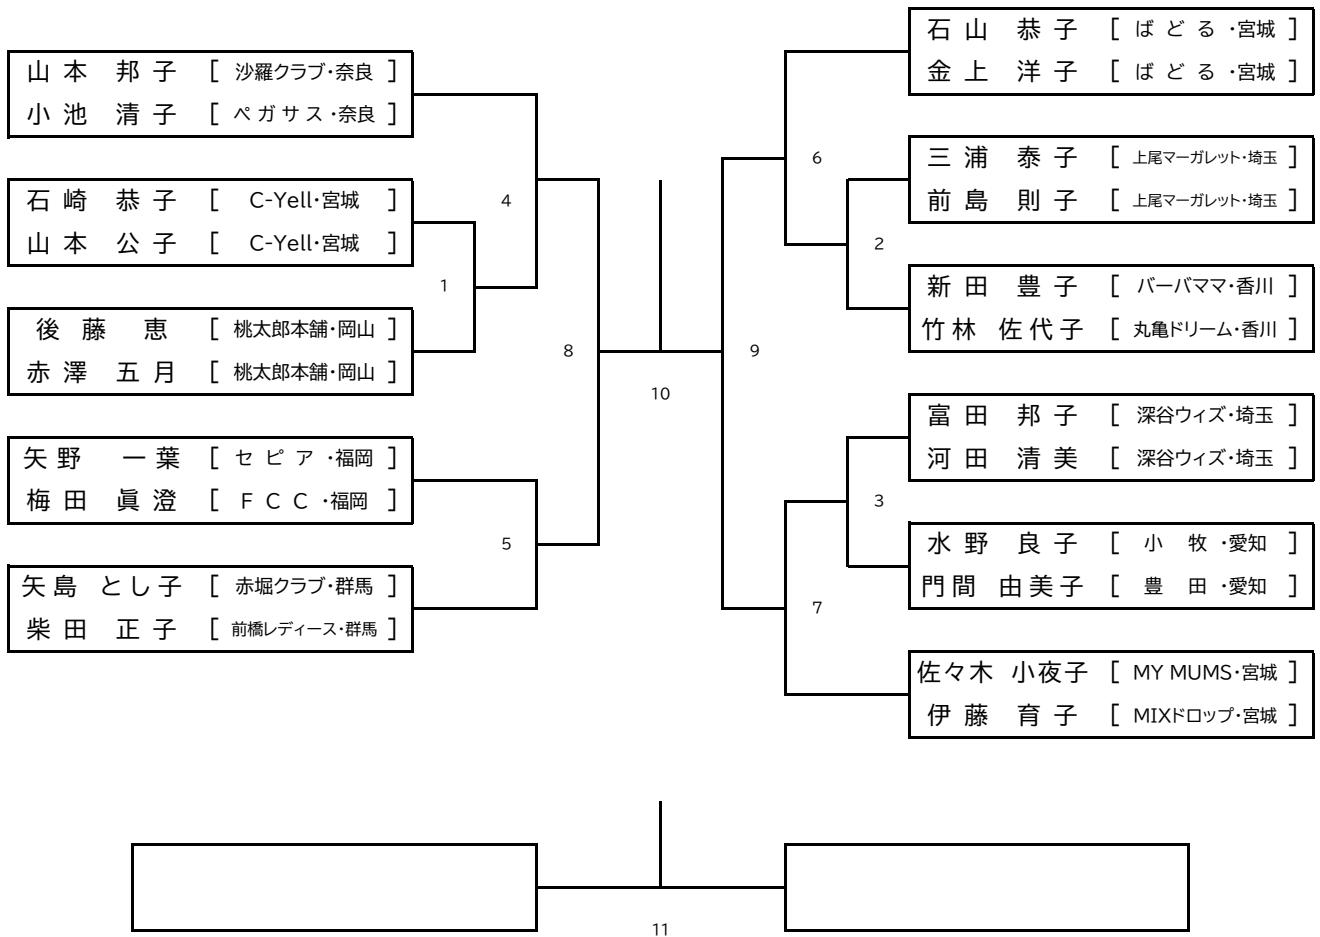 山本 邦子 [ 沙羅クラブ・奈良 ]
小池 清子 [ ペガサス・奈良 ]
石崎 恭子 [ C-Yell・宮城 ]
山本 公子 [ C-Yell・宮城 ]
後藤 恵 [ 桃太郎本舗・岡山 ]
赤澤 五月 [ 桃太郎本舗・岡山 ]
矢野 一葉 [ セピア・福岡 ]
梅田 眞澄 [ ＦＣＣ・福岡 ]
矢島 とし子 [ 赤堀クラブ・群馬 ]
柴田 正子 [ 前橋レディース・群馬 ]
4
1
8
5
10
9
6
2
3
7
石山 恭子 [ ばどる・宮城 ]
金上 洋子 [ ばどる・宮城 ]
三浦 泰子 [ 上尾マーガレット・埼玉 ]
前島 則子 [ 上尾マーガレット・埼玉 ]
新田 豊子 [ バーバママ・香川 ]
竹林 佐代子 [ 丸亀ドリーム・香川 ]
富田 邦子 [ 深谷ウィズ・埼玉 ]
河田 清美 [ 深谷ウィズ・埼玉 ]
水野 良子 [ 小牧・愛知 ]
門間 由美子 [ 豊田・愛知 ]
佐々木 小夜子 [ MY MUMS・宮城 ]
伊藤 育子 [ MIXドロップ・宮城 ]
11